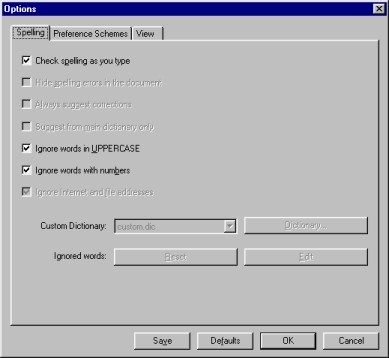 Options
Spelling Preference Schemes View
Check spelling as you type
Hide spelling errors in the document
Always suggest corrections
Suggest from main dictionary only
Ignore words in UPPERCASE
Ignore words with numbers
Ignore Internet and file addresses
Custom Dictionary: custom.dic Dictionary...
Ignored words: Reset Edit
Save Defaults OK Cancel